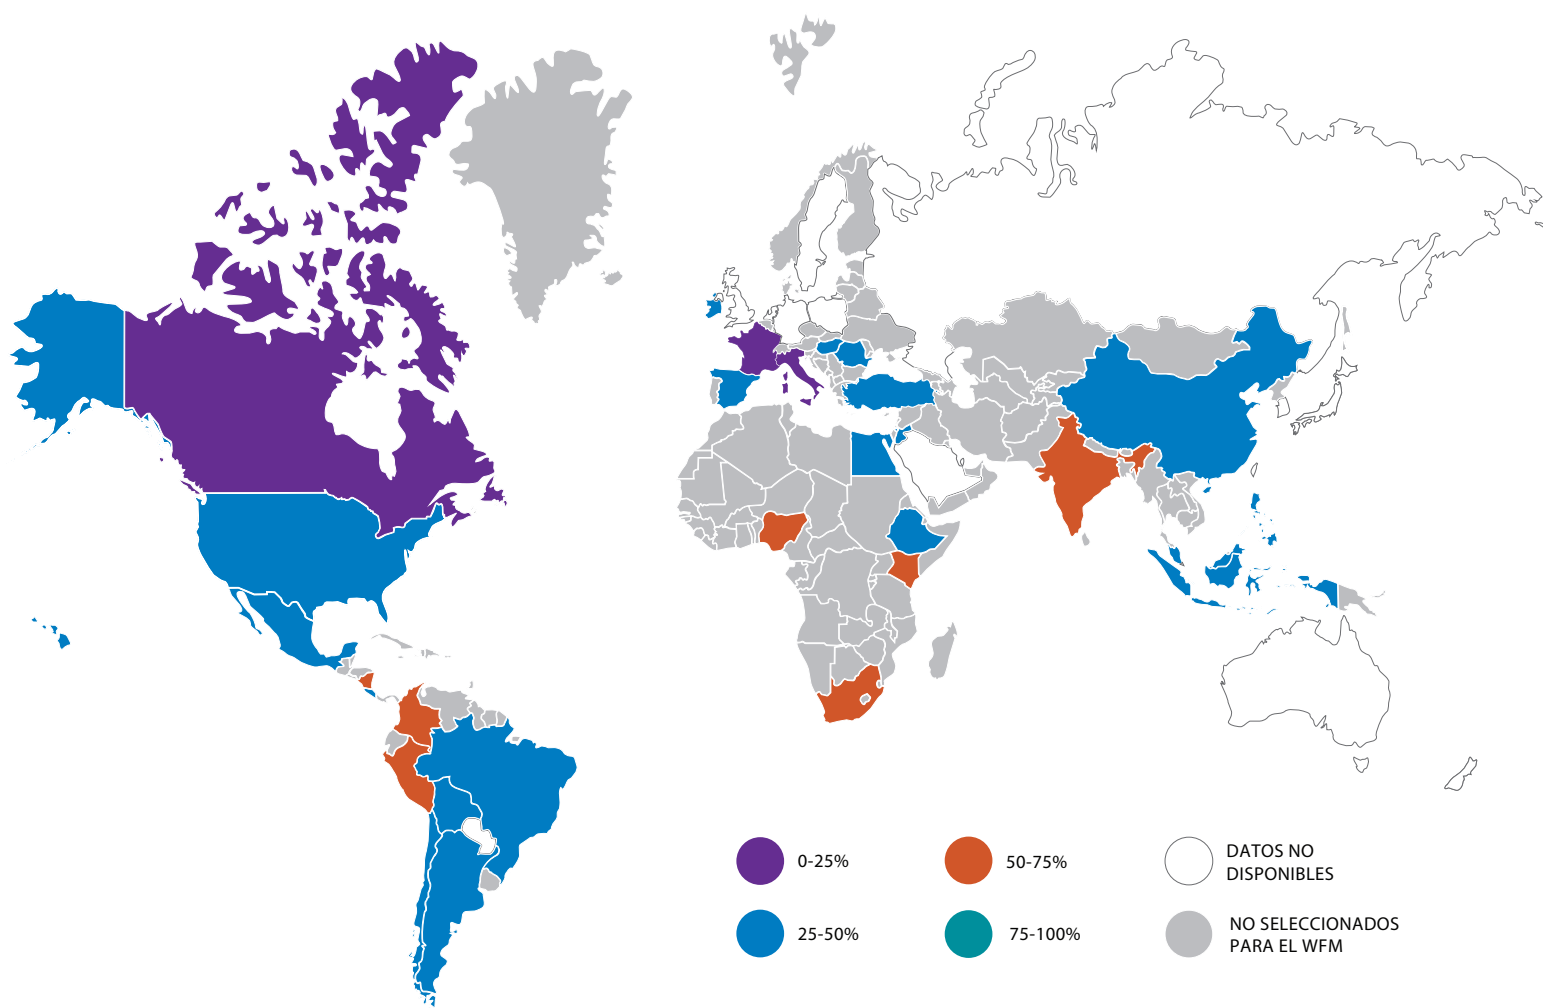 0-25%
50-75%
DATOS NO
DISPONIBLES
25-50%
75-100%
NO SELECCIONADOS
PARA EL WFM